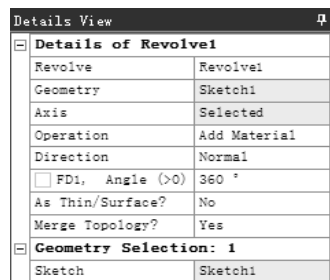 Details View
Details of Revolve1
Revolve Revolve1
Geometry Sketch1
Axis Selected
Operation Add Material
Direction Normal
FD1, Angle (>0) 360 °
As Thin/Surface? No
Merge Topology? Yes
Geometry Selection: 1
Sketch Sketch1